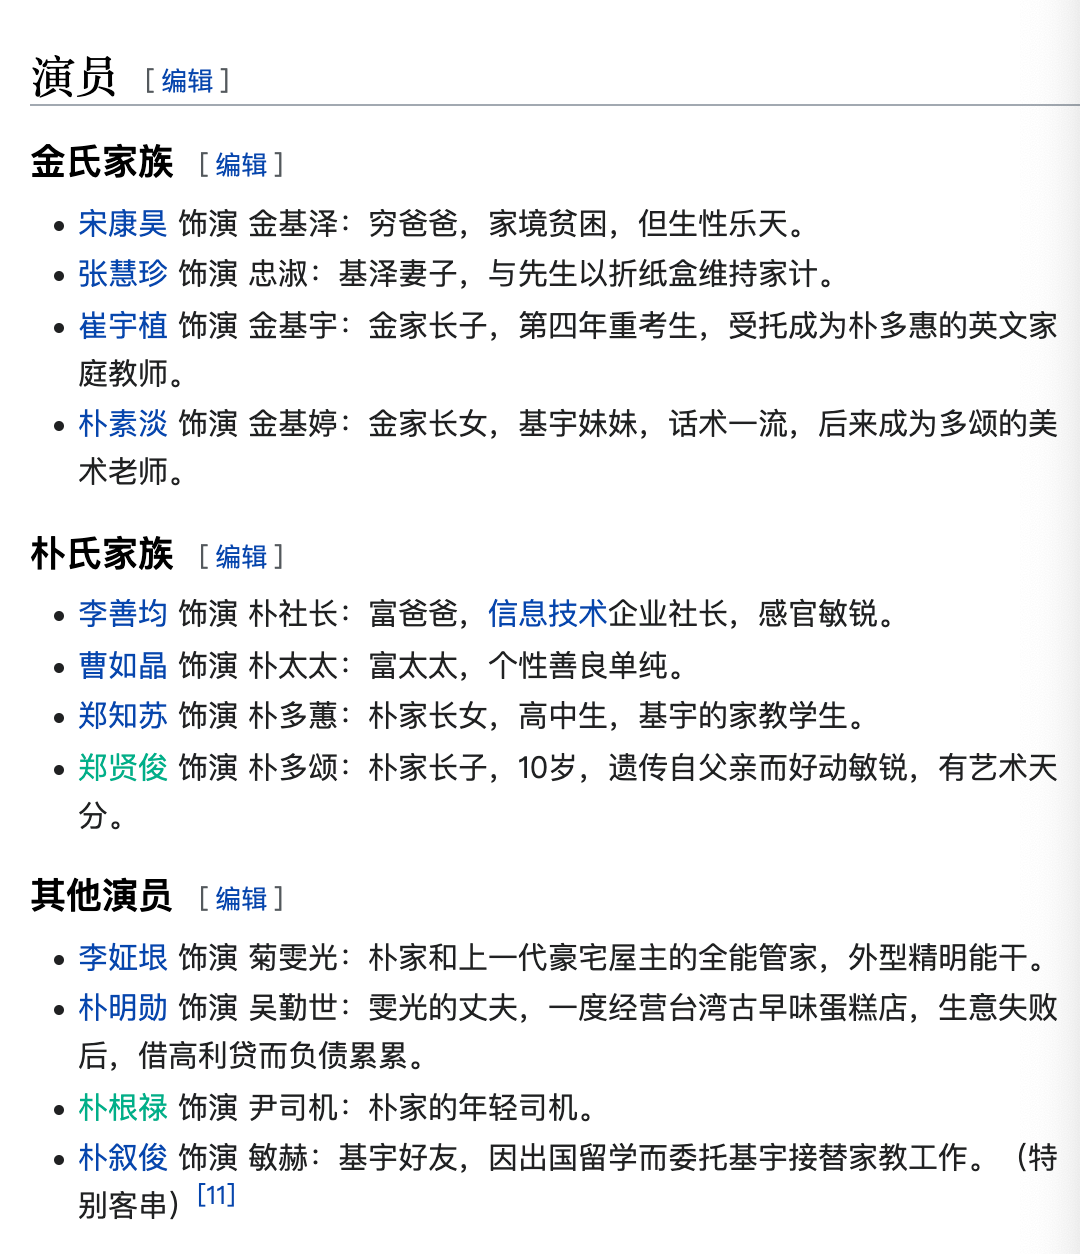 演员 [ 编辑 ]
金氏家族 [ 编辑 ]
• 宋康昊 饰演 金基泽：穷爸爸，家境贫困，但生性乐天。
• 张慧珍 饰演 忠淑：基泽妻子，与先生以折纸盒维持家计。
• 崔宇植 饰演 金基宇：金家长子，第四年重考生，受托成为朴多惠的英文家
庭教师。
• 朴素淡 饰演 金基婷：金家长女，基宇妹妹，话术一流，后来成为多颂的美
术老师。
朴氏家族 [ 编辑 ]
• 李善均 饰演 朴社长：富爸爸，信息技术企业社长，感官敏锐。
• 曹如晶 饰演 朴太太：富太太，个性善良单纯。
• 郑知苏 饰演 朴多蕙：朴家长女，高中生，基宇的家教学生。
• 郑贤俊 饰演 朴多颂：朴家长子，10岁，遗传自父亲而好动敏锐，有艺术天
分。
其他演员 [ 编辑 ]
• 李姃垠 饰演 菊雯光：朴家和上一代豪宅屋主的全能管家，外型精明能干。
• 朴明勋 饰演 吴勤世：雯光的丈夫，一度经营台湾古早味蛋糕店，生意失败
后，借高利贷而负债累累。
• 朴根禄 饰演 尹司机：朴家的年轻司机。
• 朴叙俊 饰演 敏赫：基宇好友，因出国留学而委托基宇接替家教工作。（特
别客串）[11]